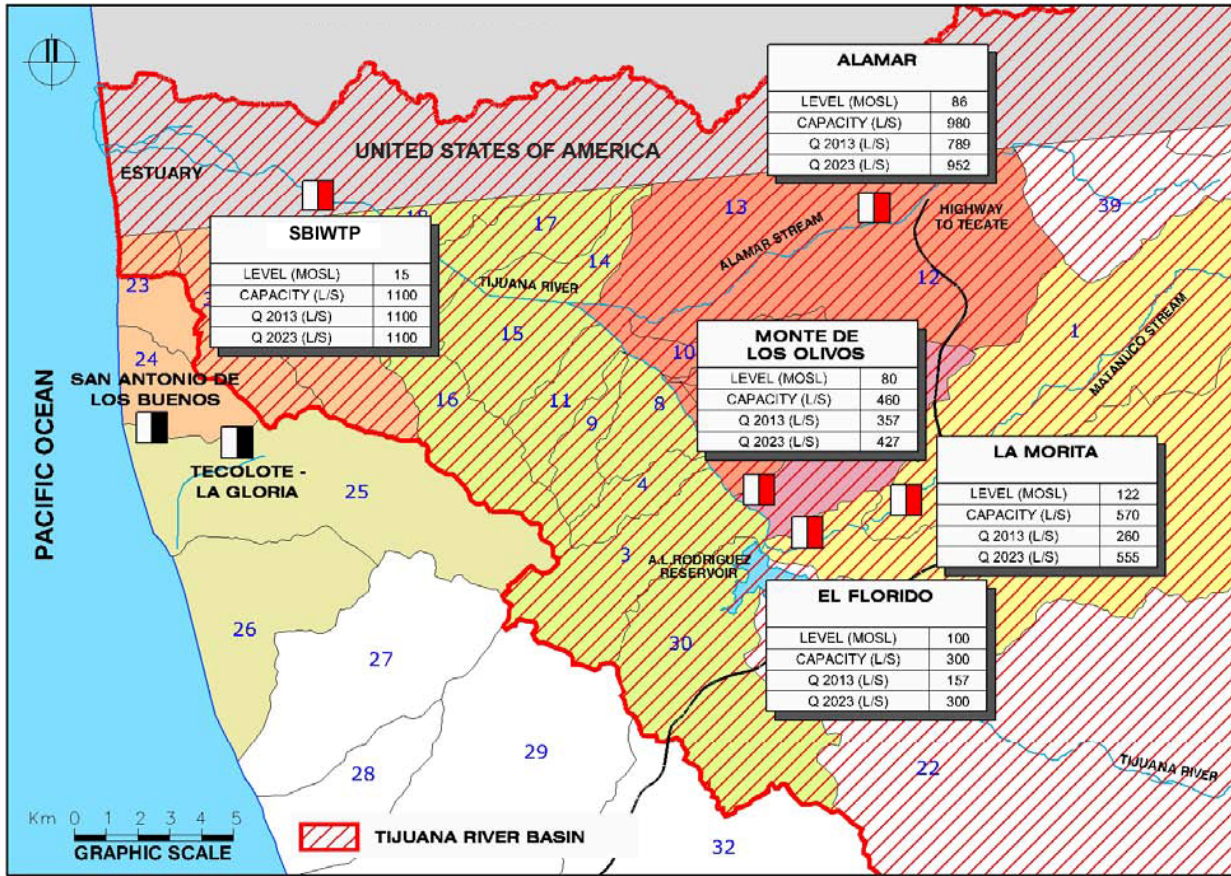 II
ALAMAR
LEVEL (MOSL) 86
CAPACITY (L/S) 980
Q 2013 (L/S) 789
Q 2023 (L/S) 952
UNITED STATES OF AMERICA
ESTUARY
SBIWTP
LEVEL (MOSL) 15
CAPACITY (L/S) 1100
Q 2013 (L/S) 1100
Q 2023 (L/S) 1100
17
13
39
14
ALAMAR STREAM
HIGHWAY
TO TECATE
12
TIJUANA RIVER
23
15
1
MATANUCO STREAM
24
10
MONTE DE
LOS OLIVOS
LEVEL (MOSL) 80
CAPACITY (L/S) 460
Q 2013 (L/S) 357
Q 2023 (L/S) 427
SAN ANTONIO DE
LOS BUENOS
16
11
9
8
TECOLOTE -
LA GLORIA
25
4
LA MORITA
LEVEL (MOSL) 122
CAPACITY (L/S) 570
Q 2013 (L/S) 260
Q 2023 (L/S) 555
PACIFIC OCEAN
3
A.L.RODRIGUEZ
RESERVOIR
EL FLORIDO
LEVEL (MOSL) 100
CAPACITY (L/S) 300
Q 2013 (L/S) 157
Q 2023 (L/S) 300
26
27
30
29
28
22
TIJUANA RIVER
Km 0 1 2 3 4 5
GRAPHIC SCALE
TIJUANA RIVER BASIN
32